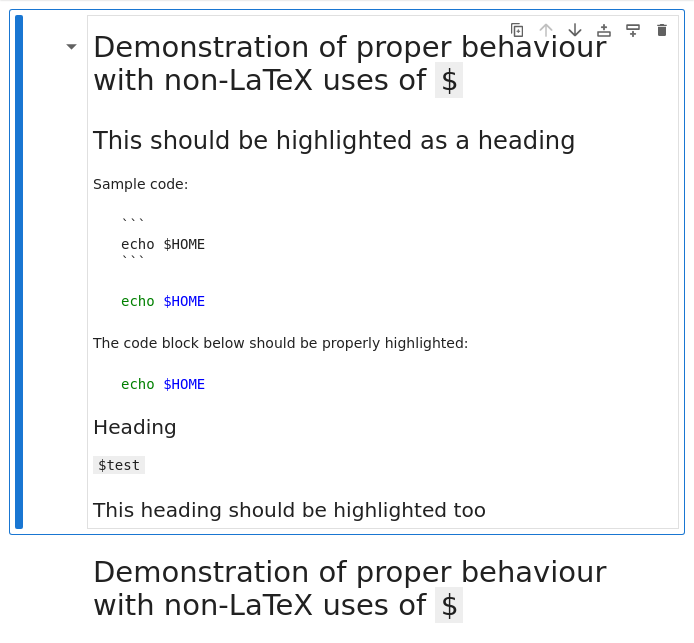 Demonstration of proper behaviour
with non-LaTeX uses of $
This should be highlighted as a heading
Sample code:
```
echo $HOME
```
echo $HOME
The code block below should be properly highlighted:
echo $HOME
Heading
$test
This heading should be highlighted too
Demonstration of proper behaviour
with non-LaTeX uses of $